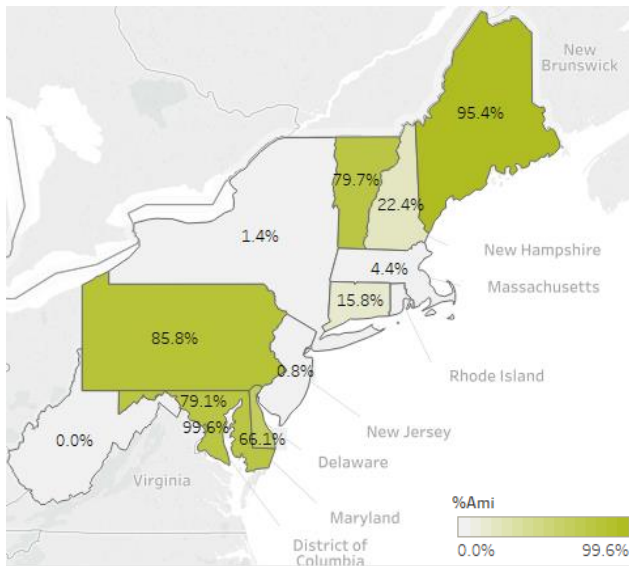 New
Brunswick
95.4%
79.7%
22.4%
1.4%
New Hampshire
4.4%
Massachusetts
15.8%
85.8%
Rhode Island
0.8%
79.1%
New Jersey
99.6%
66.1%
0.0%
Delaware
Virginia
Maryland
District of
Columbia
%Ami
0.0% 99.6%